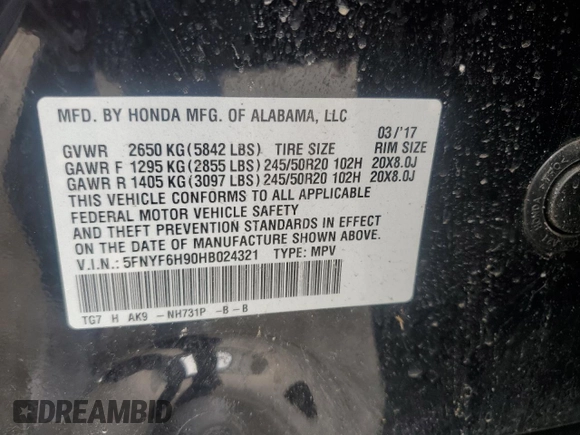 MFD. BY HONDA MFG. OF ALABAMA, LLC
03/'17
GVWR 2650 KG(5842 LBS) TIRE SIZE RIM SIZE
GAWR F 1295 KG(2855 LBS)245/50R20 102H 20X8.0J
GAWR R 1405 KG(3097 LBS)245/50R20 102H 20X8.0J
THIS VEHICLE CONFORMS TO ALL APPLICABLE
FEDERAL MOTOR VEHICLE SAFETY
AND THEFT PREVENTION STANDARDS IN EFFECT
ON THE DATE OF MANUFACTURE SHOWN ABOVE.
V.I.N.: 5FNYF6H90HB024321 TYPE: MPV
TG7 H AK9 -NH731P -B-B
DREAMBID